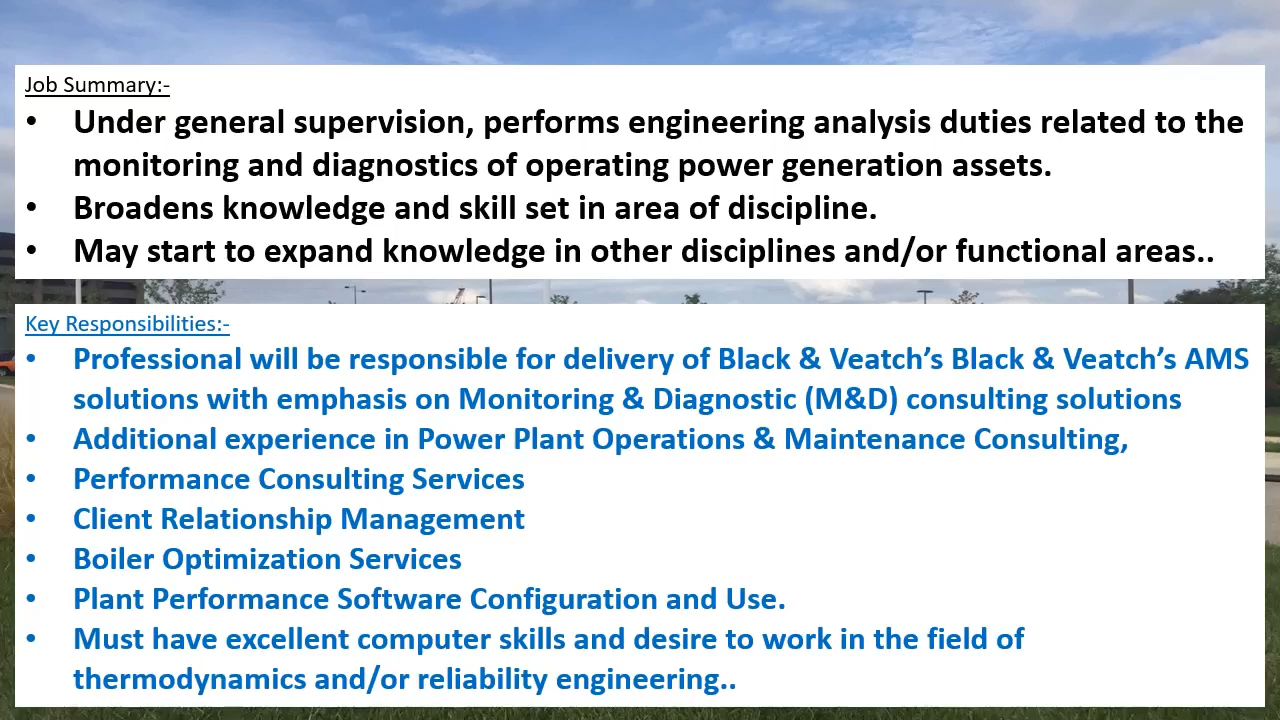 Job Summary:-
• Under general supervision, performs engineering analysis duties related to the
monitoring and diagnostics of operating power generation assets.
• Broadens knowledge and skill set in area of discipline.
• May start to expand knowledge in other disciplines and/or functional areas..
Key Responsibilities:-
• Professional will be responsible for delivery of Black & Veatch’s Black & Veatch’s AMS
solutions with emphasis on Monitoring & Diagnostic (M&D) consulting solutions
• Additional experience in Power Plant Operations & Maintenance Consulting,
• Performance Consulting Services
• Client Relationship Management
• Boiler Optimization Services
• Plant Performance Software Configuration and Use.
• Must have excellent computer skills and desire to work in the field of
thermodynamics and/or reliability engineering..